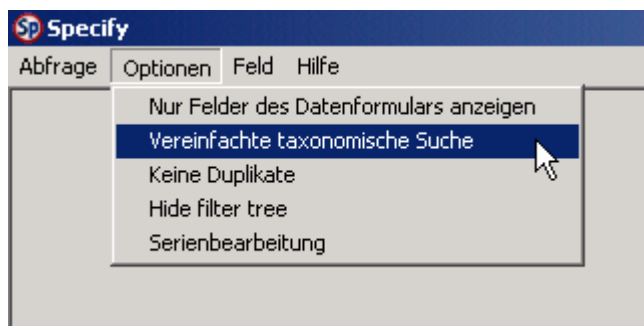 Sp Specify
Abfrage Optionen Feld Hilfe
Nur Felder des Datenformulars anzeigen
Vereinfachte taxonomische Suche
Keine Duplikate
Hide filter tree
Serienbearbeitung